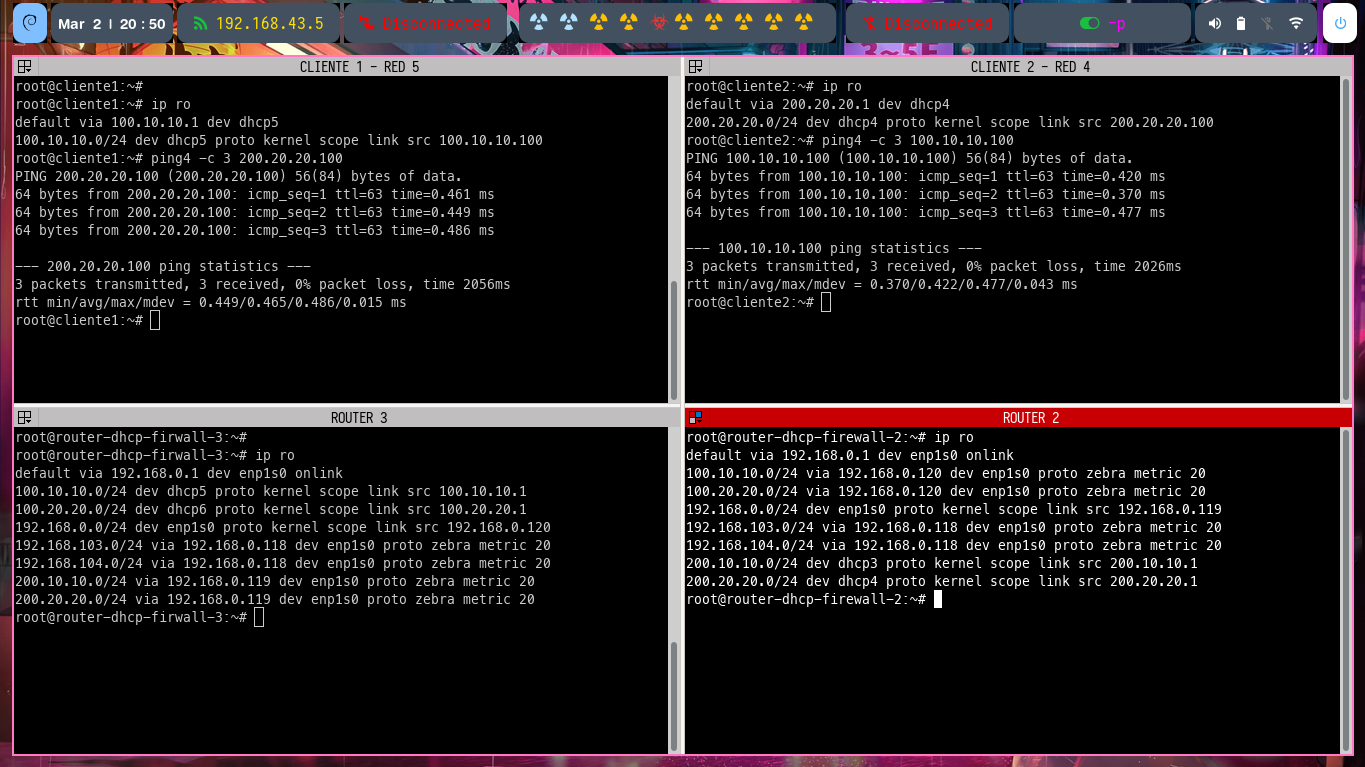 Mar 2 | 20:50
192.168.43.5
Disconnected
Disconnected
-p
CLIENTE 1 - RED 5
root@cliente1:~#
root@cliente1:~# ip ro
default via 100.10.10.1 dev dhcp5
100.10.10.0/24 dev dhcp5 proto kernel scope link src 100.10.10.100
root@cliente1:~# ping4 -c 3 200.20.20.100
PING 200.20.20.100 (200.20.20.100) 56(84) bytes of data.
64 bytes from 200.20.20.100: icmp_seq=1 ttl=63 time=0.461 ms
64 bytes from 200.20.20.100: icmp_seq=2 ttl=63 time=0.449 ms
64 bytes from 200.20.20.100: icmp_seq=3 ttl=63 time=0.486 ms
--- 200.20.20.100 ping statistics ---
3 packets transmitted, 3 received, 0% packet loss, time 2056ms
rtt min/avg/max/mdev = 0.449/0.465/0.486/0.015 ms
root@cliente1:~#
CLIENTE 2 - RED 4
root@cliente2:~# ip ro
default via 200.20.20.1 dev dhcp4
200.20.20.0/24 dev dhcp4 proto kernel scope link src 200.20.20.100
root@cliente2:~# ping4 -c 3 100.10.10.100
PING 100.10.10.100 (100.10.10.100) 56(84) bytes of data.
64 bytes from 100.10.10.100: icmp_seq=1 ttl=63 time=0.420 ms
64 bytes from 100.10.10.100: icmp_seq=2 ttl=63 time=0.370 ms
64 bytes from 100.10.10.100: icmp_seq=3 ttl=63 time=0.477 ms
--- 100.10.10.100 ping statistics ---
3 packets transmitted, 3 received, 0% packet loss, time 2026ms
rtt min/avg/max/mdev = 0.370/0.422/0.477/0.043 ms
root@cliente2:~#
ROUTER 3
root@router-dhcp-firwall-3:~#
root@router-dhcp-firwall-3:~# ip ro
default via 192.168.0.1 dev enp1s0 onlink
100.10.10.0/24 dev dhcp5 proto kernel scope link src 100.10.10.1
100.20.20.0/24 dev dhcp6 proto kernel scope link src 100.20.20.1
192.168.0.0/24 dev enp1s0 proto kernel scope link src 192.168.0.120
192.168.103.0/24 via 192.168.0.118 dev enp1s0 proto zebra metric 20
192.168.104.0/24 via 192.168.0.118 dev enp1s0 proto zebra metric 20
200.10.10.0/24 via 192.168.0.119 dev enp1s0 proto zebra metric 20
200.20.20.0/24 via 192.168.0.119 dev enp1s0 proto zebra metric 20
root@router-dhcp-firwall-3:~#
ROUTER 2
root@router-dhcp-firewall-2:~# ip ro
default via 192.168.0.1 dev enp1s0 onlink
100.10.10.0/24 via 192.168.0.120 dev enp1s0 proto zebra metric 20
100.20.20.0/24 via 192.168.0.120 dev enp1s0 proto zebra metric 20
192.168.0.0/24 dev enp1s0 proto kernel scope link src 192.168.0.119
192.168.103.0/24 via 192.168.0.118 dev enp1s0 proto zebra metric 20
192.168.104.0/24 via 192.168.0.118 dev enp1s0 proto zebra metric 20
200.10.10.0/24 dev dhcp3 proto kernel scope link src 200.10.10.1
200.20.20.0/24 dev dhcp4 proto kernel scope link src 200.20.20.1
root@router-dhcp-firewall-2:~#